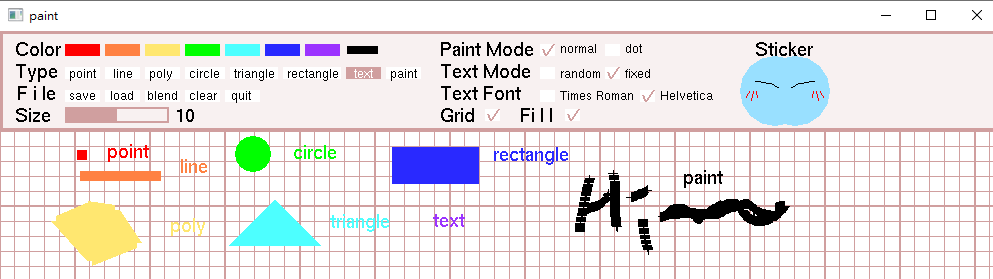 paint
Color
Paint Mode normal dot
Sticker
Type point line poly circle triangle rectangle text paint
Text Mode random fixed
File save load blend clear quit
Text Font Times Roman Helvetica
Size 10
Grid Fill
point
circle
rectangle
line
paint
Hi
poly
triangle
text